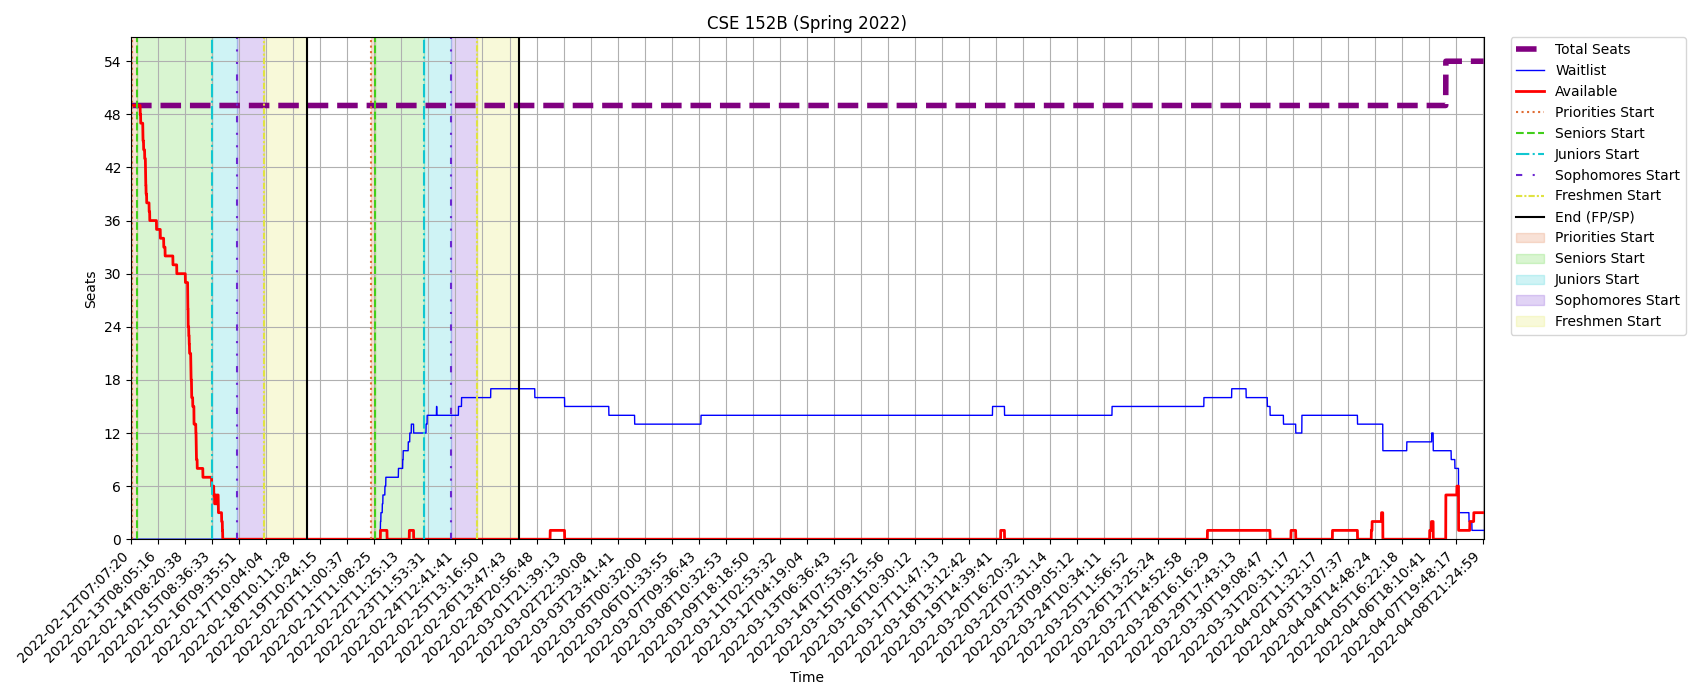 CSE 152B (Spring 2022)
Seats
54
48
42
36
30
24
18
12
6
0
2022-02-12T07:07:20
2022-02-13T08:05:16
2022-02-14T08:20:38
2022-02-15T08:36:33
2022-02-16T09:35:51
2022-02-17T10:04:04
2022-02-18T10:11:28
2022-02-19T10:24:15
2022-02-20T11:00:37
2022-02-21T11:08:25
2022-02-22T11:25:13
2022-02-23T11:53:31
2022-02-24T12:41:41
2022-02-25T13:16:50
2022-02-26T13:47:43
2022-02-28T20:56:48
2022-03-01T21:39:13
2022-03-02T22:30:08
2022-03-03T23:41:41
2022-03-05T00:32:00
2022-03-06T01:33:55
2022-03-07T09:36:43
2022-03-08T10:32:53
2022-03-09T18:18:50
2022-03-11T02:53:32
2022-03-12T04:19:04
2022-03-13T06:36:43
2022-03-14T07:53:52
2022-03-15T09:15:56
2022-03-16T10:30:12
2022-03-17T11:47:13
2022-03-18T13:12:42
2022-03-19T14:39:41
2022-03-20T16:20:32
2022-03-22T07:31:14
2022-03-23T09:05:12
2022-03-24T10:34:11
2022-03-25T11:56:52
2022-03-26T13:25:24
2022-03-27T14:52:58
2022-03-28T16:16:29
2022-03-29T17:43:13
2022-03-30T19:08:47
2022-03-31T20:31:17
2022-04-02T11:32:17
2022-04-03T13:07:37
2022-04-04T14:48:24
2022-04-05T16:22:18
2022-04-06T18:10:41
2022-04-07T19:48:17
2022-04-08T21:24:59
Time
Total Seats
Waitlist
Available
Priorities Start
Seniors Start
Juniors Start
Sophomores Start
Freshmen Start
End (FP/SP)
Priorities Start
Seniors Start
Juniors Start
Sophomores Start
Freshmen Start